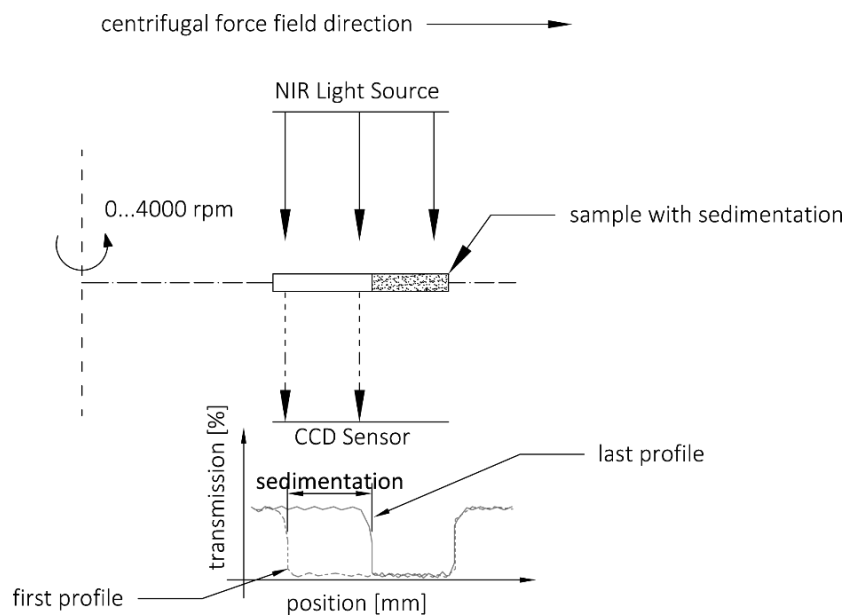 centrifugal force field direction
NIR Light Source
0...4000 rpm
sample with sedimentation
CCD Sensor
transmission [%]
sedimentation
last profile
first profile
position [mm]